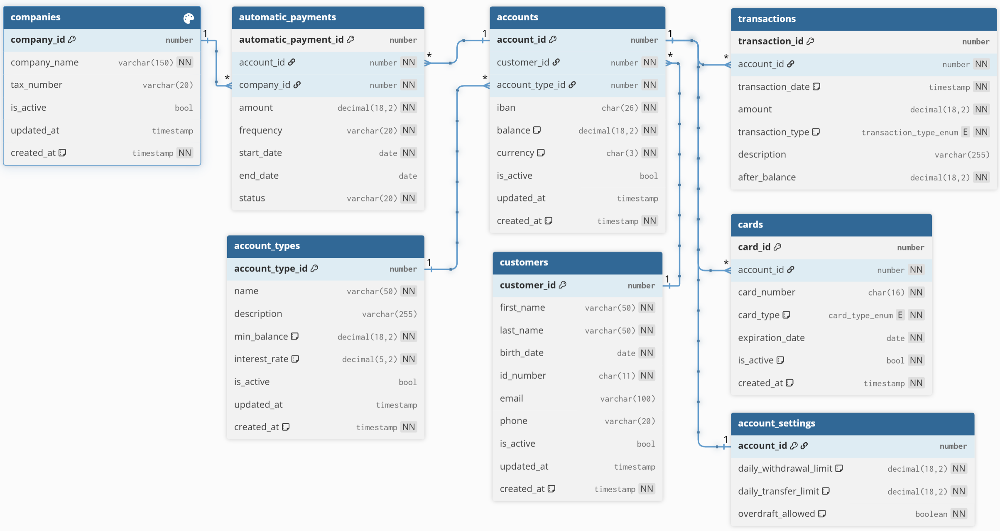 companies
company_id number
company_name varchar(150) NN
tax_number varchar(20)
is_active bool
updated_at timestamp
created_at timestamp NN
1
*
automatic_payments
automatic_payment_id number
account_id number NN
company_id number NN
amount decimal(18,2) NN
frequency varchar(20) NN
start_date date NN
end_date date
status varchar(20) NN
*
1
account_types
account_type_id number
name varchar(50) NN
description varchar(255)
min_balance decimal(18,2) NN
interest_rate decimal(5,2) NN
is_active bool
updated_at timestamp
created_at timestamp NN
1
*
accounts
account_id number
customer_id number NN
account_type_id number NN
iban char(26) NN
balance decimal(18,2) NN
currency char(3) NN
is_active bool
updated_at timestamp
created_at timestamp NN
1
*
customers
customer_id number
first_name varchar(50) NN
last_name varchar(50) NN
birth_date date NN
id_number char(11) NN
email varchar(100)
phone varchar(20)
is_active bool
updated_at timestamp
created_at timestamp NN
1
transactions
transaction_id number
account_id number NN
transaction_date timestamp NN
amount decimal(18,2) NN
transaction_type transaction_type_enum E NN
description varchar(255)
after_balance decimal(18,2) NN
*
cards
card_id number
account_id number NN
card_number char(16) NN
card_type card_type_enum E NN
expiration_date date NN
is_active bool NN
created_at timestamp NN
*
account_settings
account_id number
daily_withdrawal_limit decimal(18,2) NN
daily_transfer_limit decimal(18,2) NN
overdraft_allowed boolean NN
1